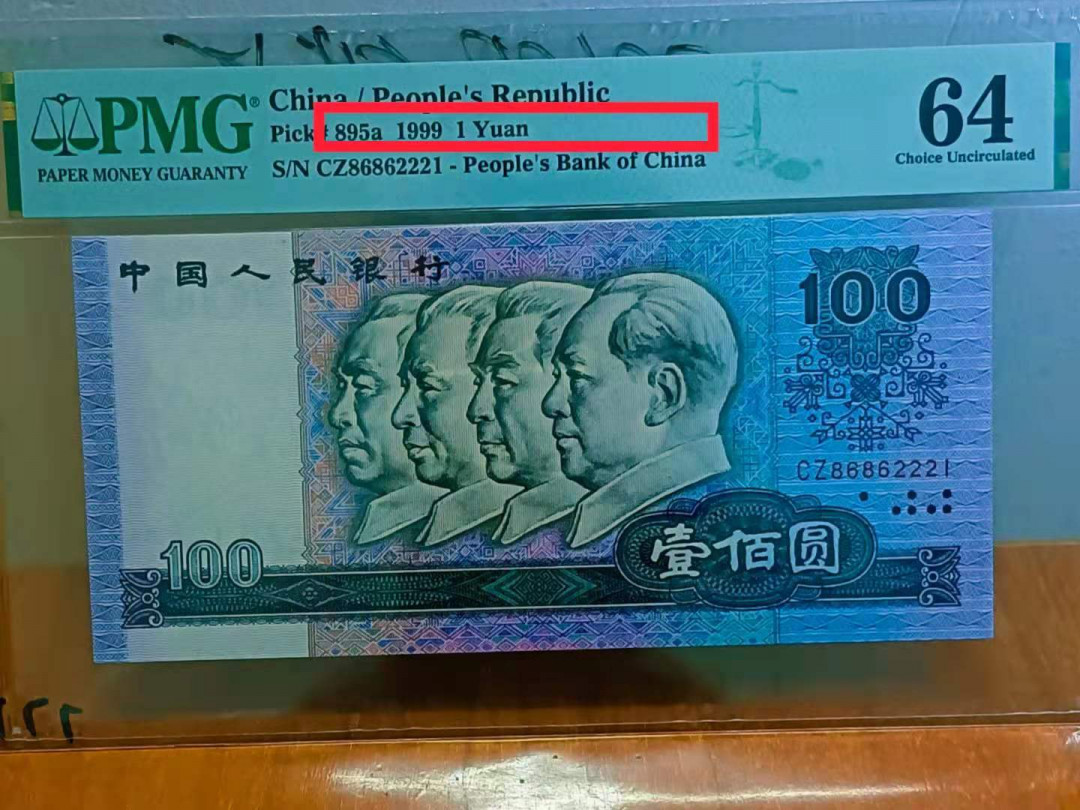 PMG®
PAPER MONEY GUARANTY
China / People's Republic
Pick# 895a 1999 1 Yuan
S/N CZ86862221 - People's Bank of China
64
Choice Uncirculated
中国人民銀行
100
CZ86862221
100
壹佰圆